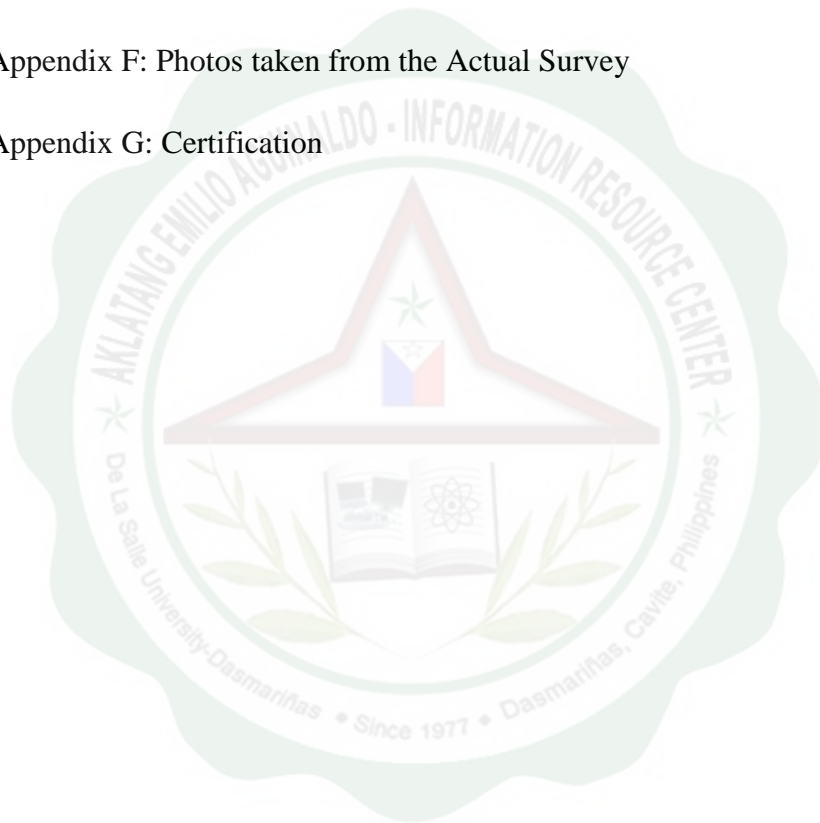 Appendix F: Photos taken from the Actual Survey
Appendix G: Certification
AKLATANG EMILIO AGUINALDO - INFORMATION RESOURCE CENTER
De La Salle University-Dasmariñas • Since 1977 • Dasmariñas, Cavite, Philippines